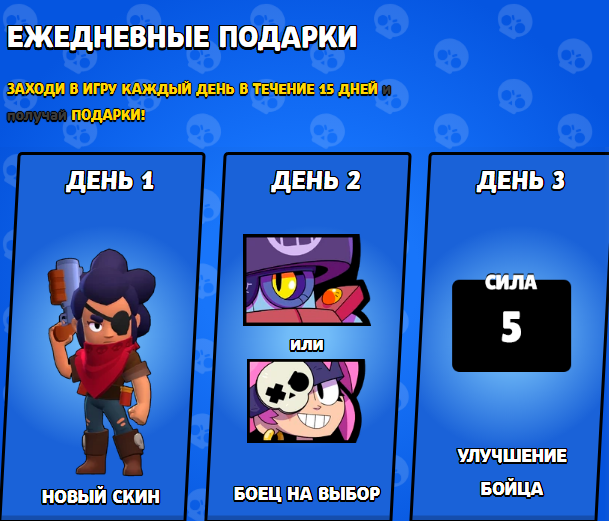 ЕЖЕДНЕВНЫЕ ПОДАРКИ
ЗАХОДИ В ИГРУ КАЖДЫЙ ДЕНЬ В ТЕЧЕНИЕ 15 ДНЕЙ и
получай ПОДАРКИ!
ДЕНЬ 1
НОВЫЙ СКИН
ДЕНЬ 2
ИЛИ
БОЕЦ НА ВЫБОР
ДЕНЬ 3
СИЛА
5
УЛУЧШЕНИЕ
БОЙЦА